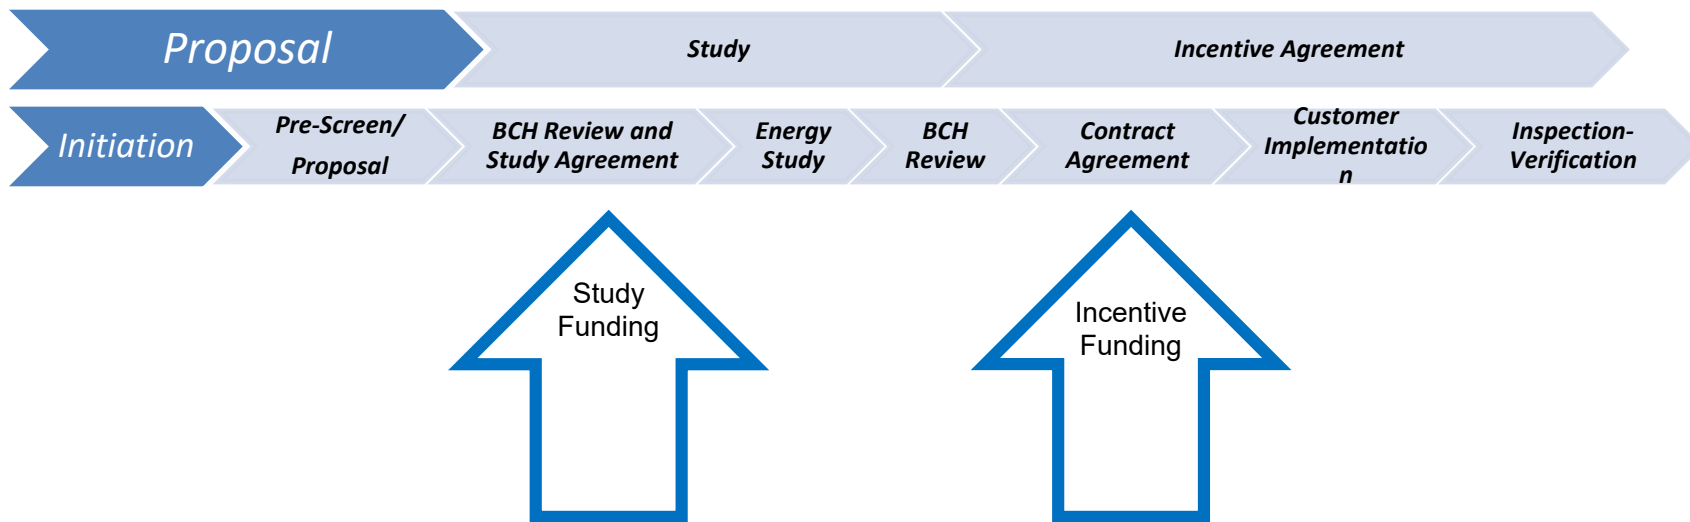 Proposal
Study
Incentive Agreement
Initiation
Pre-Screen/
Proposal
BCH Review and
Study Agreement
Energy
Study
BCH
Review
Contract
Agreement
Customer
Implementatio
n
Inspection-
Verification
Study
Funding
Incentive
Funding